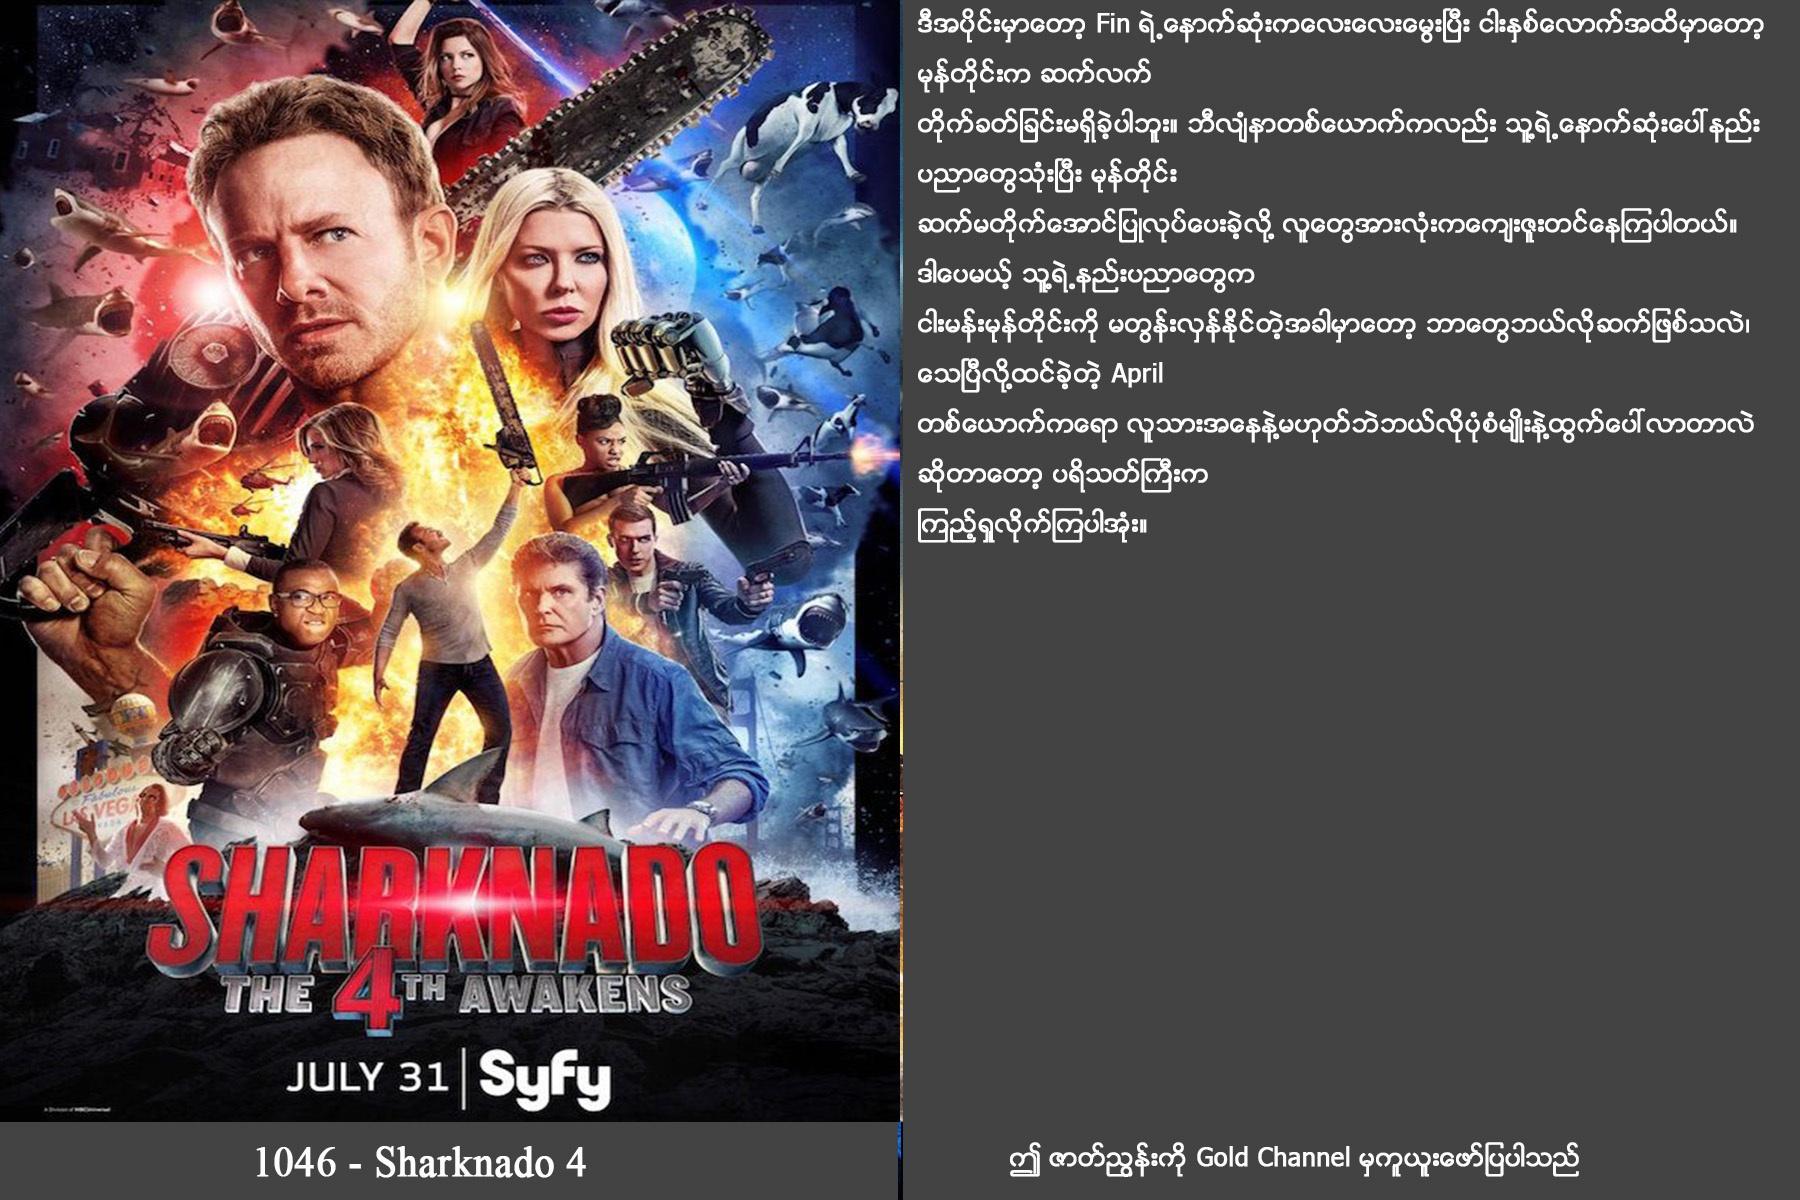 SHARKNADO
THE 4TH AWAKENS
JULY 31 | Syfy
1046 - Sharknado 4
ဒီအပိုင်းမှာတော့ Fin ရဲ့နောက်ဆုံးကလေးလေးမွေးပြီး ငါးနှစ်လောက်အထိမှာတော့
မုန်တိုင်းက ဆက်လက်
တိုက်ခတ်ခြင်းမရှိခဲ့ပါဘူး။ ဘီလျံနာတစ်ယောက်ကလည်း သူ့ရဲ့နောက်ဆုံးပေါ်နည်း
ပညာတွေသုံးပြီး မုန်တိုင်း
ဆက်မတိုက်အောင်ပြုလုပ်ပေးခဲ့လို့ လူတွေအားလုံးကကျေးဇူးတင်နေကြပါတယ်။
ဒါပေမယ့် သူ့ရဲ့နည်းပညာတွေက
ငါးမန်းမုန်တိုင်းကို မတွန်းလှန်နိုင်တဲ့အခါမှာတော့ ဘာတွေဘယ်လိုဆက်ဖြစ်သလဲ၊
သေပြီလို့ထင်ခဲ့တဲ့ April
တစ်ယောက်ကရော လူသားအနေနဲ့မဟုတ်ဘဲဘယ်လိုပုံစံမျိုးနဲ့ထွက်ပေါ်လာတာလဲ
ဆိုတာတော့ ပရိသတ်ကြီးက
ကြည့်ရှုလိုက်ကြပါအုံး။
ဤ ဇာတ်ညွှန်းကို Gold Channel မှကူယူးဖော်ပြပါသည်